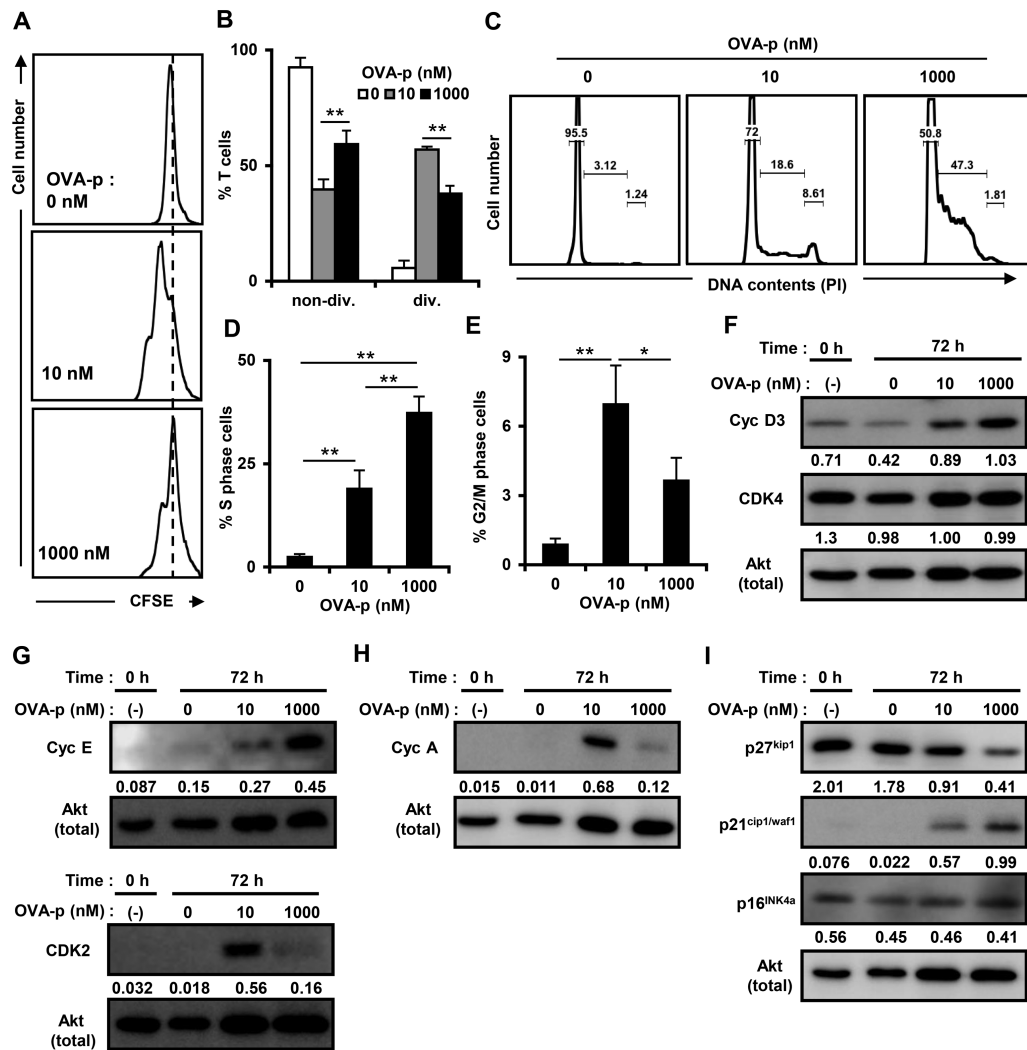 A
Cell number
OVA-p :
0 nM
10 nM
1000 nM
CFSE
B
% T cells
100
50
0
OVA-p (nM)
0 10 1000
**
**
non-div. div.
C
OVA-p (nM)
0 10 1000
Cell number
95.5
3.12
1.24
72
18.6
8.61
50.8
47.3
1.81
DNA contents (PI)
D
% S phase cells
50
25
0
**
**
**
0 10 1000
OVA-p (nM)
E
% G2/M phase cells
9
6
3
0
**
*
0 10 1000
OVA-p (nM)
F
Time : 0 h 72 h
OVA-p (nM) : (-) 0 10 1000
Cyc D3
0.71 0.42 0.89 1.03
CDK4
1.3 0.98 1.00 0.99
Akt
(total)
G
Time : 0 h 72 h
OVA-p (nM) : (-) 0 10 1000
Cyc E
0.087 0.15 0.27 0.45
Akt
(total)
Time : 0 h 72 h
OVA-p (nM) : (-) 0 10 1000
CDK2
0.032 0.018 0.56 0.16
Akt
(total)
H
Time : 0 h 72 h
OVA-p (nM) : (-) 0 10 1000
Cyc A
0.015 0.011 0.68 0.12
Akt
(total)
I
Time : 0 h 72 h
OVA-p (nM) : (-) 0 10 1000
p27kip1
2.01 1.78 0.91 0.41
p21cip1/waf1
0.076 0.022 0.57 0.99
p16INK4a
0.56 0.45 0.46 0.41
Akt
(total)